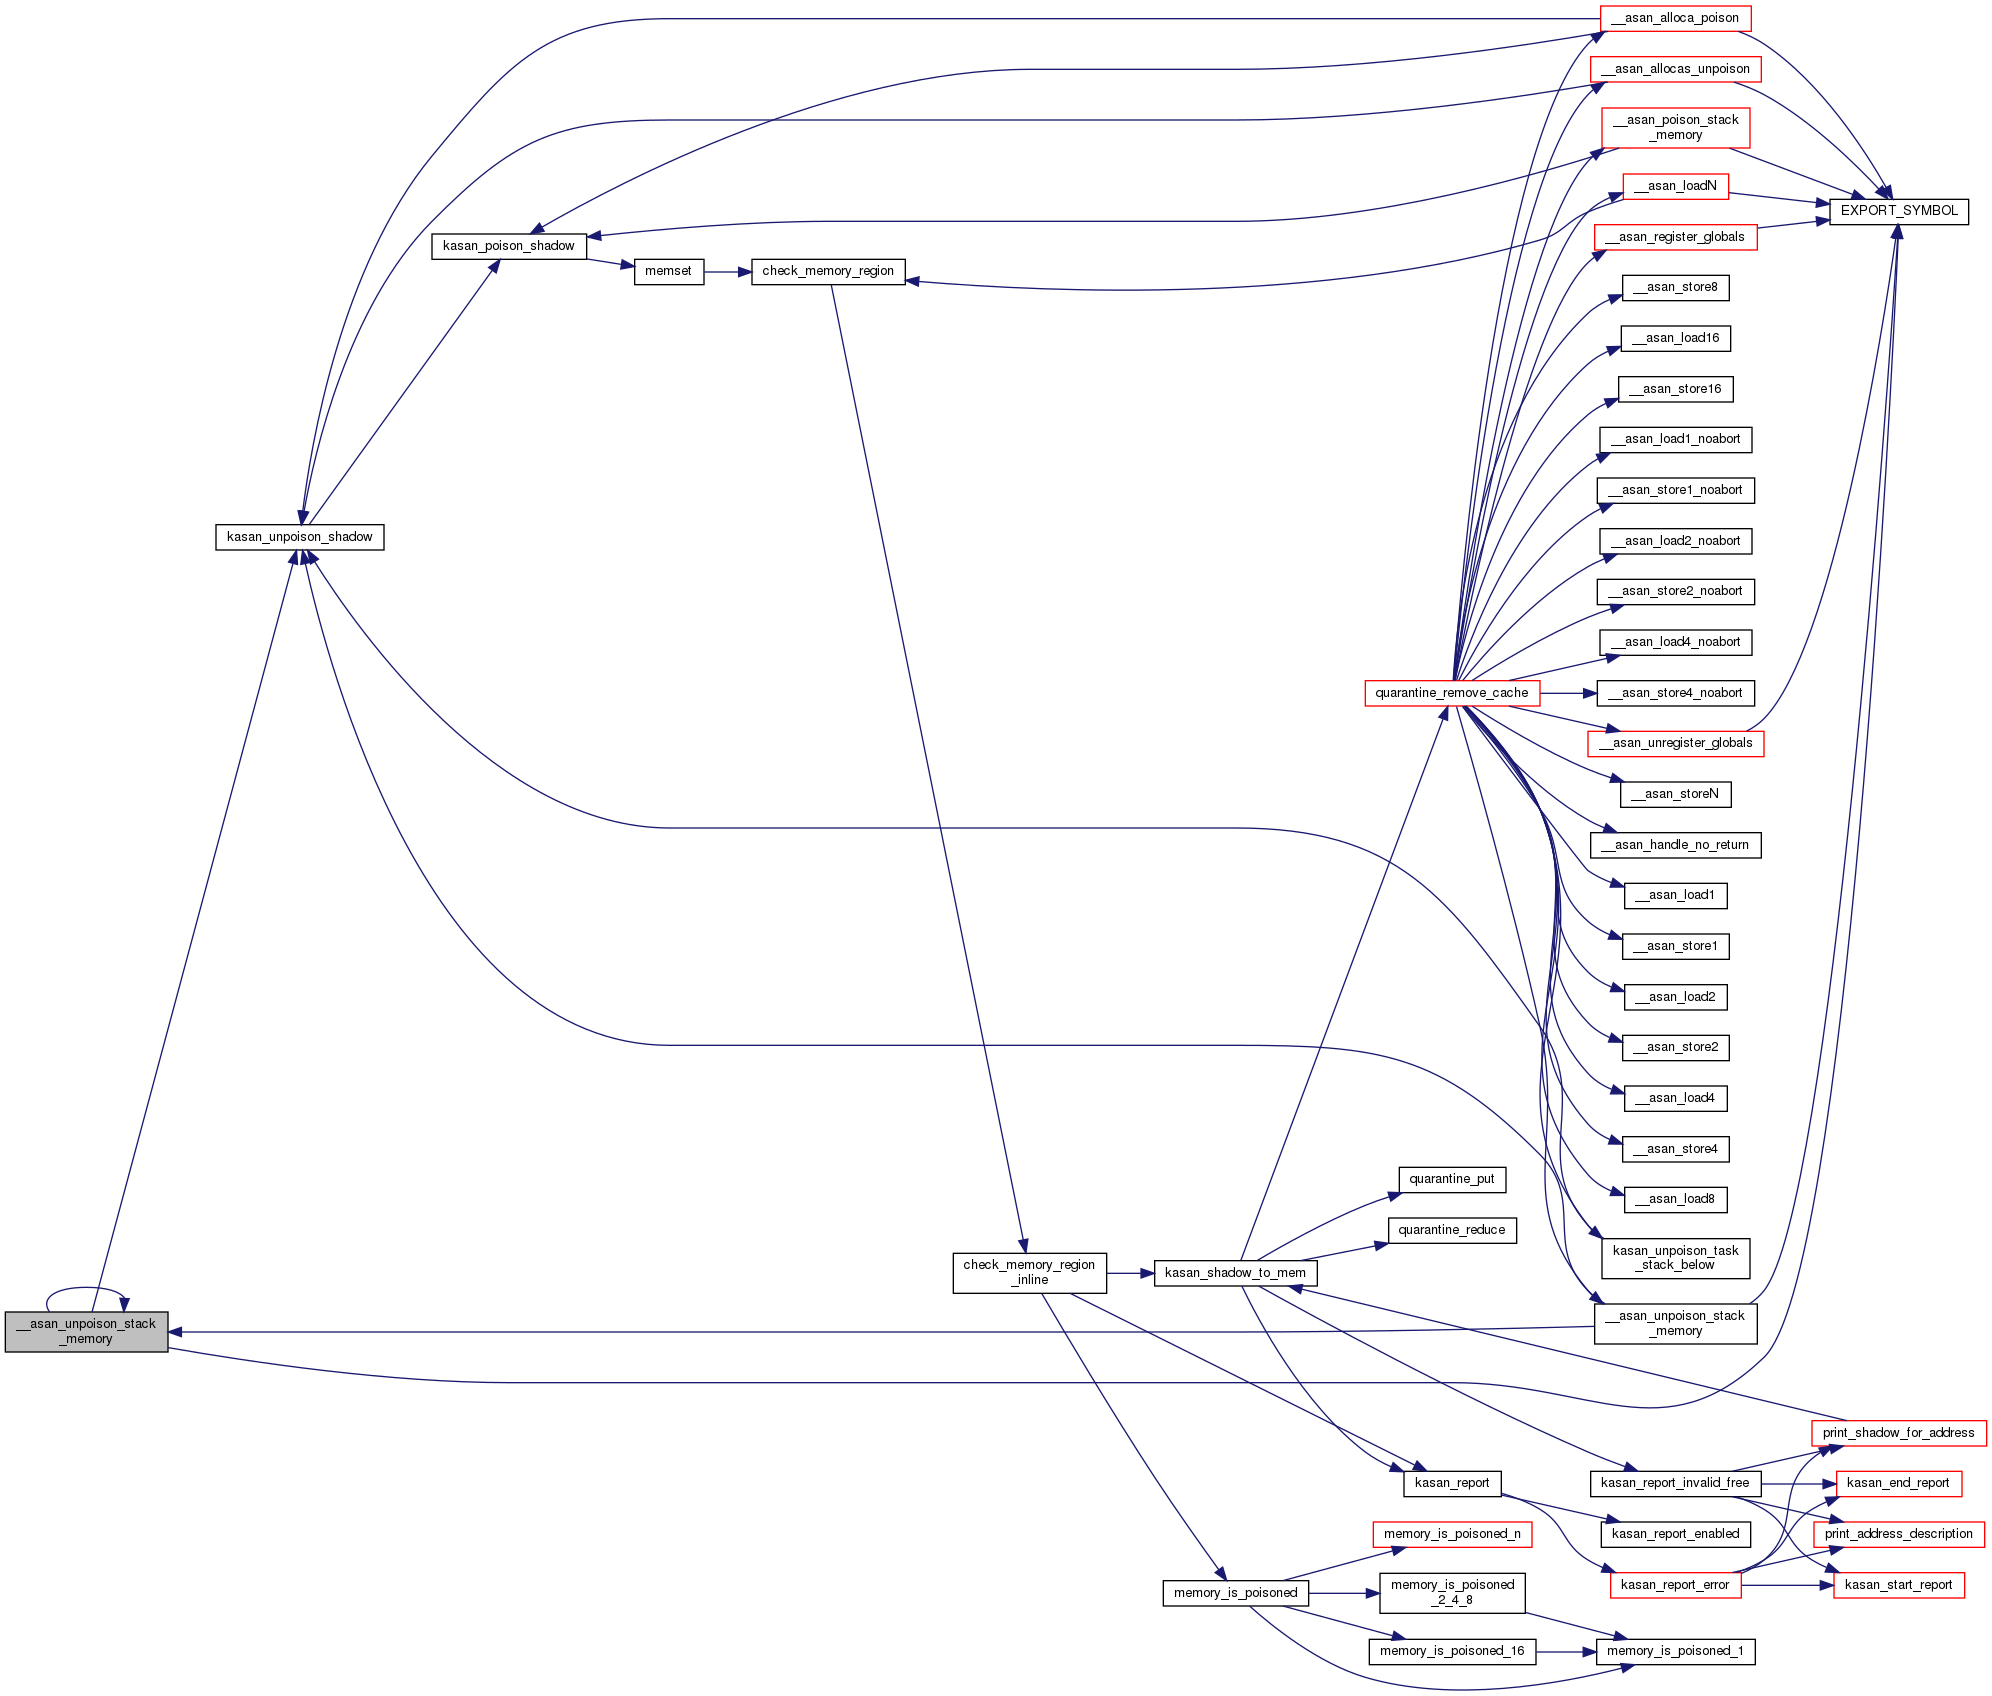 __asan_alloca_poison
__asan_allocas_unpoison
__asan_poison_stack
_memory
__asan_loadN
EXPORT_SYMBOL
__asan_register_globals
kasan_poison_shadow
memset
check_memory_region
__asan_store8
__asan_load16
__asan_store16
__asan_load1_noabort
__asan_store1_noabort
kasan_unpoison_shadow
__asan_load2_noabort
__asan_store2_noabort
__asan_load4_noabort
quarantine_remove_cache
__asan_store4_noabort
__asan_unregister_globals
__asan_storeN
__asan_handle_no_return
__asan_load1
__asan_store1
__asan_load2
__asan_store2
__asan_load4
__asan_store4
quarantine_put
__asan_load8
quarantine_reduce
kasan_unpoison_task
_stack_below
check_memory_region
_inline
kasan_shadow_to_mem
__asan_unpoison_stack
_memory
__asan_unpoison_stack
_memory
print_shadow_for_address
kasan_report
kasan_report_invalid_free
kasan_end_report
memory_is_poisoned_n
kasan_report_enabled
print_address_description
memory_is_poisoned
memory_is_poisoned
_2_4_8
kasan_report_error
kasan_start_report
memory_is_poisoned_16
memory_is_poisoned_1